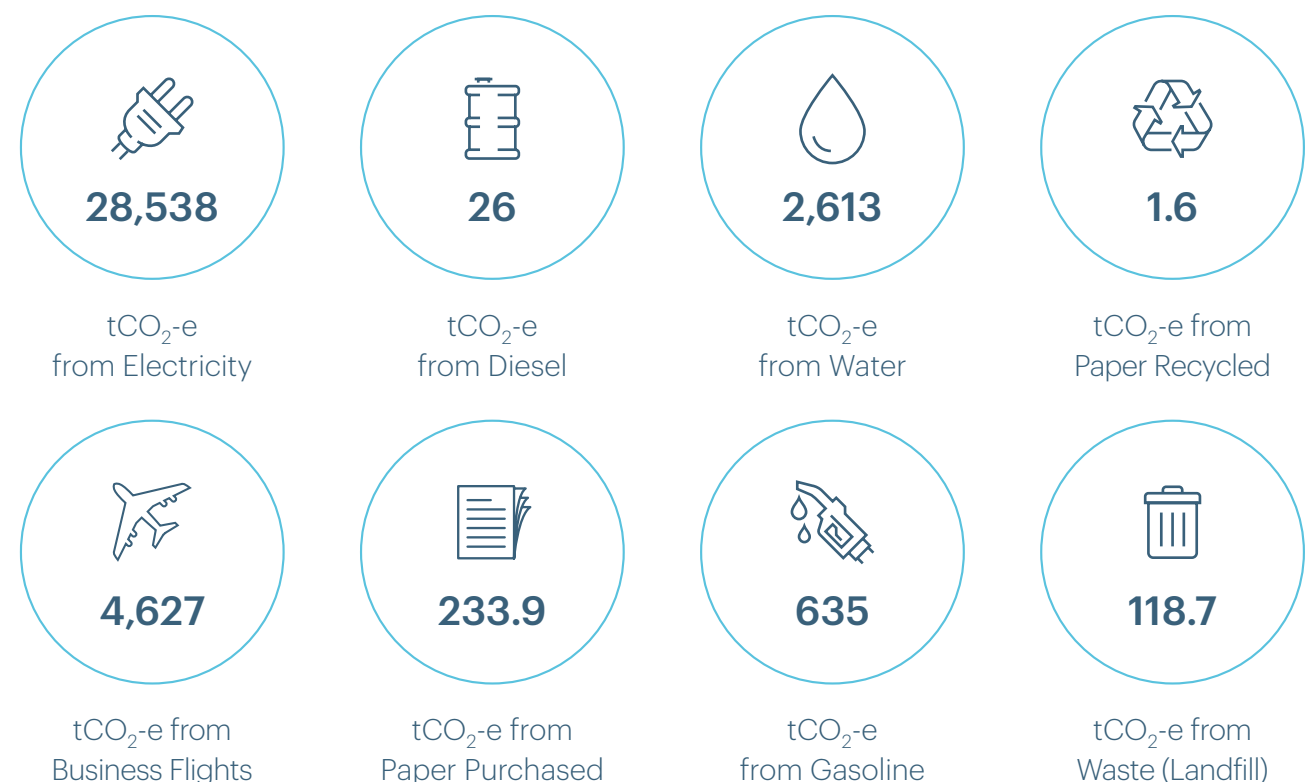 28,538
tCO₂-e
from Electricity
26
tCO₂-e
from Diesel
2,613
tCO₂-e
from Water
1.6
tCO₂-e from
Paper Recycled
4,627
tCO₂-e from
Business Flights
233.9
tCO₂-e from
Paper Purchased
635
tCO₂-e
from Gasoline
118.7
tCO₂-e from
Waste (Landfill)